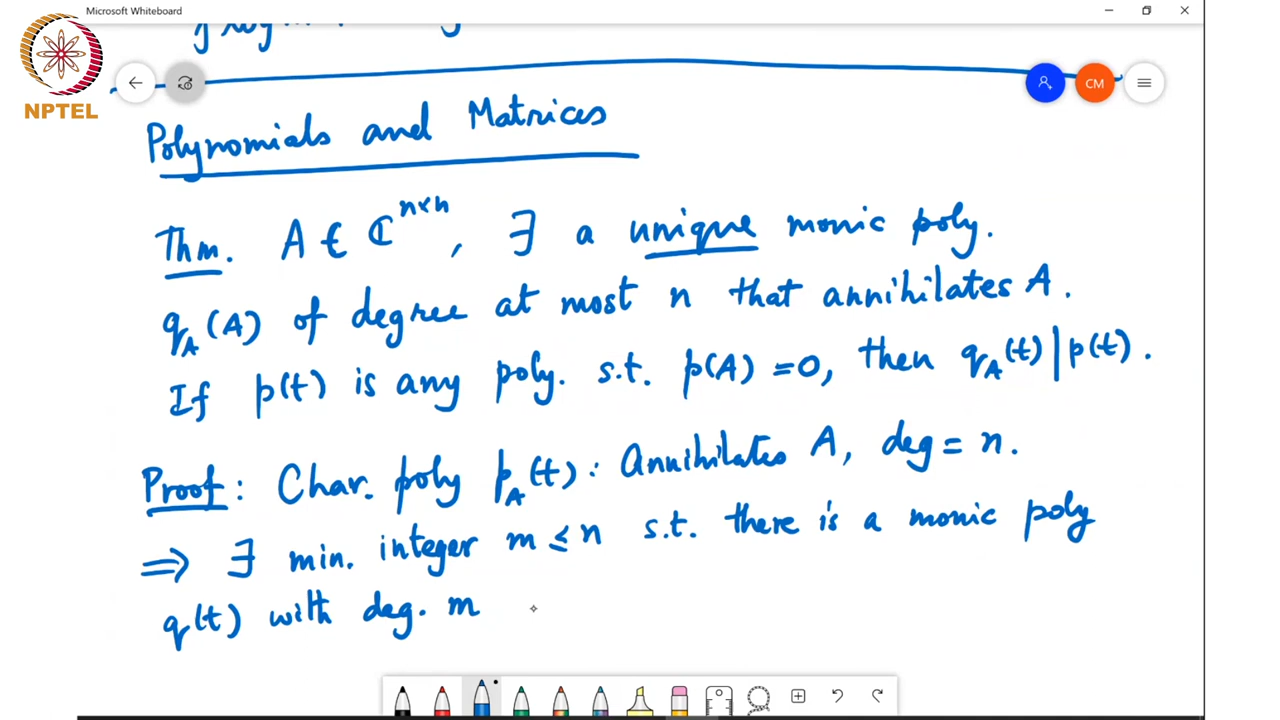 Microsoft Whiteboard
NPTEL
CM
Polynomials and Matrices
Thm. A ∈ ℂ^{n×n}, ∃ a unique monic poly.
q_A(A) of degree at most n that annihilates A.
If p(t) is any poly. s.t. p(A) = 0, then q_A(t) | p(t).
Proof: Char. poly p_A(t): Annihilates A, deg = n.
⇒ ∃ min. integer m ≤ n s.t. there is a monic poly
q(t) with deg. m